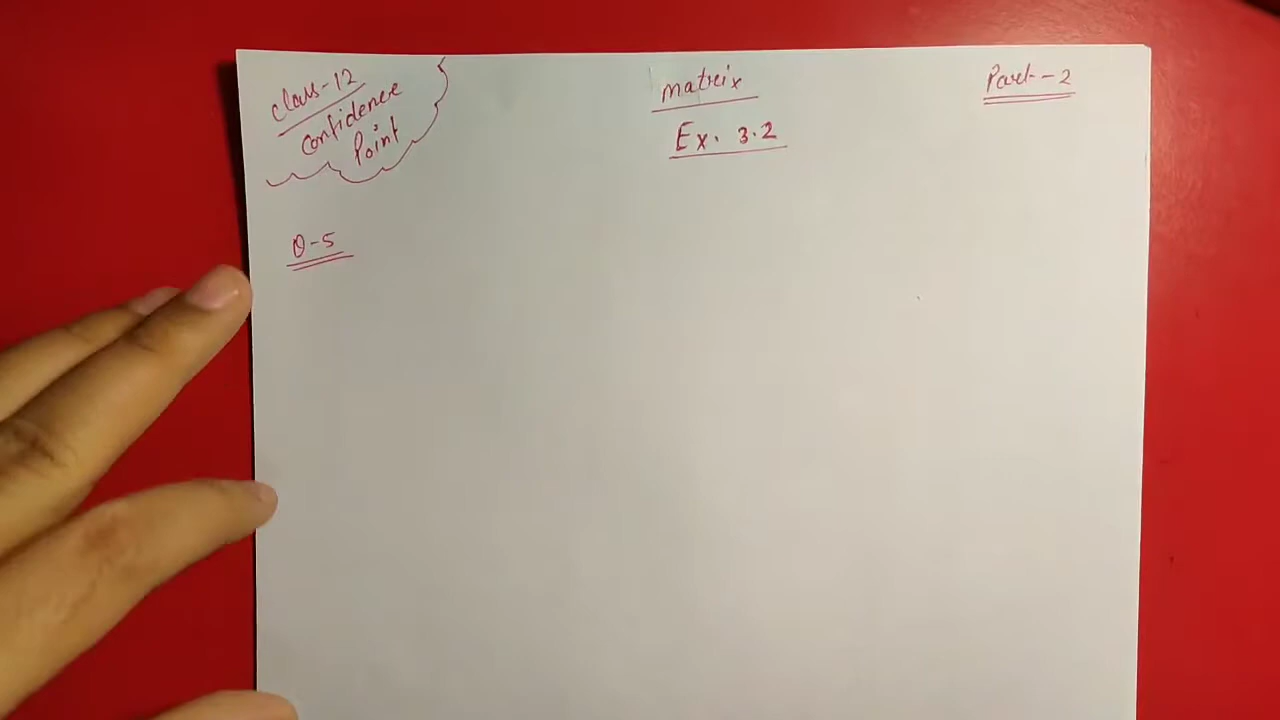 Class-12
Confidence
Point
Matrix
Ex. 3.2
Part-2
Q-5